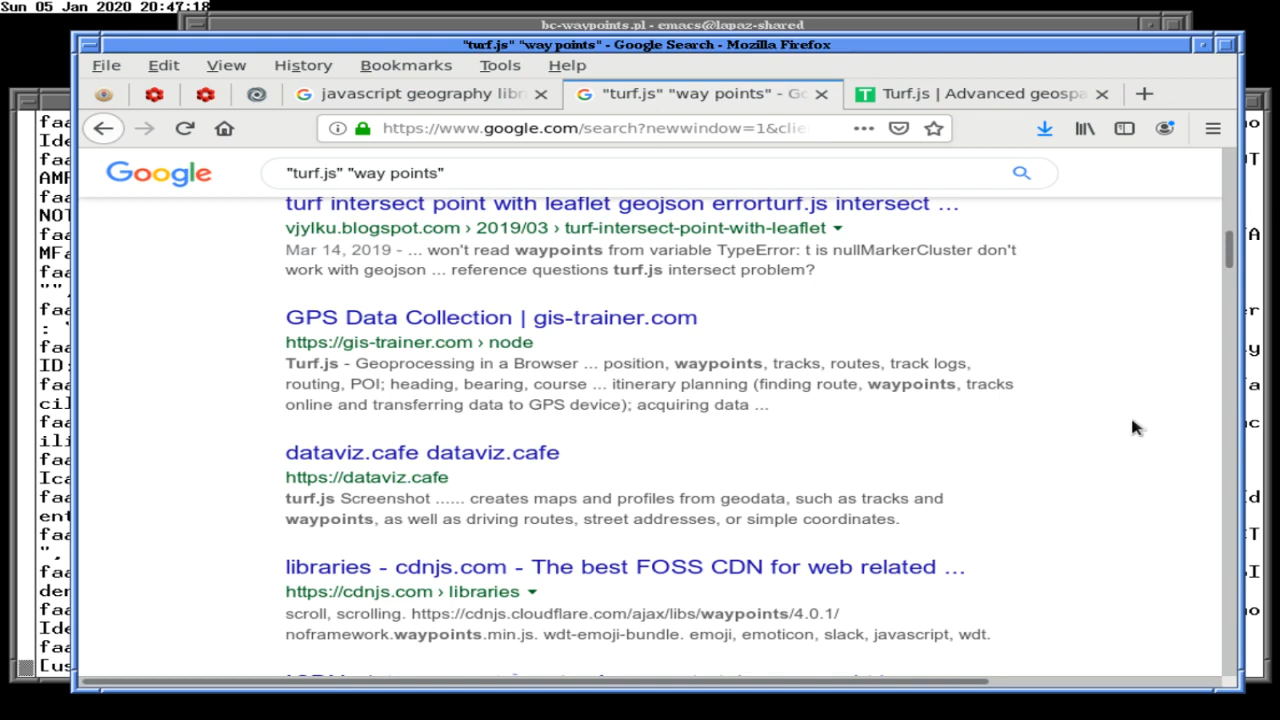 Sun 05 Jan 2020 20:47:18
bc-waypoints.pl - emacs@lapaz-shared
"turf.js" "way points" - Google Search - Mozilla Firefox
File Edit View History Bookmarks Tools Help
javascript geography libr
"turf.js" "way points" - Go
Turf.js | Advanced geospa
https://www.google.com/search?newwindow=1&clie
Google
"turf.js" "way points"
turf intersect point with leaflet geojson errorturf.js intersect ...
vjylku.blogspot.com › 2019/03 › turf-intersect-point-with-leaflet
Mar 14, 2019 - ... won't read waypoints from variable TypeError: t is nullMarkerCluster don't
work with geojson ... reference questions turf.js intersect problem?
GPS Data Collection | gis-trainer.com
https://gis-trainer.com › node
Turf.js - Geoprocessing in a Browser ... position, waypoints, tracks, routes, track logs,
routing, POI; heading, bearing, course ... itinerary planning (finding route, waypoints, tracks
online and transferring data to GPS device); acquiring data ...
dataviz.cafe dataviz.cafe
https://dataviz.cafe
turf.js Screenshot ...... creates maps and profiles from geodata, such as tracks and
waypoints, as well as driving routes, street addresses, or simple coordinates.
libraries - cdnjs.com - The best FOSS CDN for web related ...
https://cdnjs.com › libraries
scroll, scrolling. https://cdnjs.cloudflare.com/ajax/libs/waypoints/4.0.1/
noframework.waypoints.min.js. wdt-emoji-bundle. emoji, emoticon, slack, javascript, wdt.